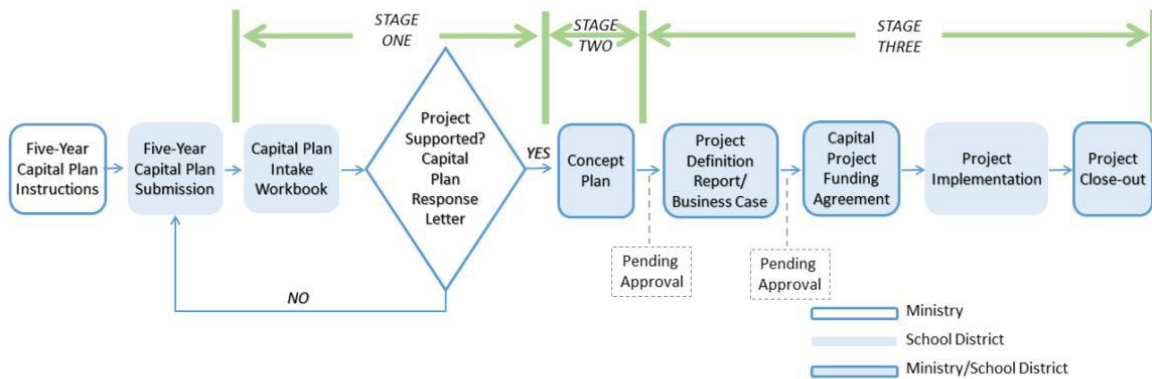 STAGE
ONE
STAGE
TWO
STAGE
THREE
Five-Year
Capital Plan
Instructions
Five-Year
Capital Plan
Submission
Capital Plan
Intake
Workbook
Project
Supported?
Capital
Plan
Response
Letter
YES
Concept
Plan
Project
Definition
Report/
Business Case
Capital
Project
Funding
Agreement
Project
Implementation
Project
Close-out
Pending
Approval
Pending
Approval
NO
Ministry
School District
Ministry/School District